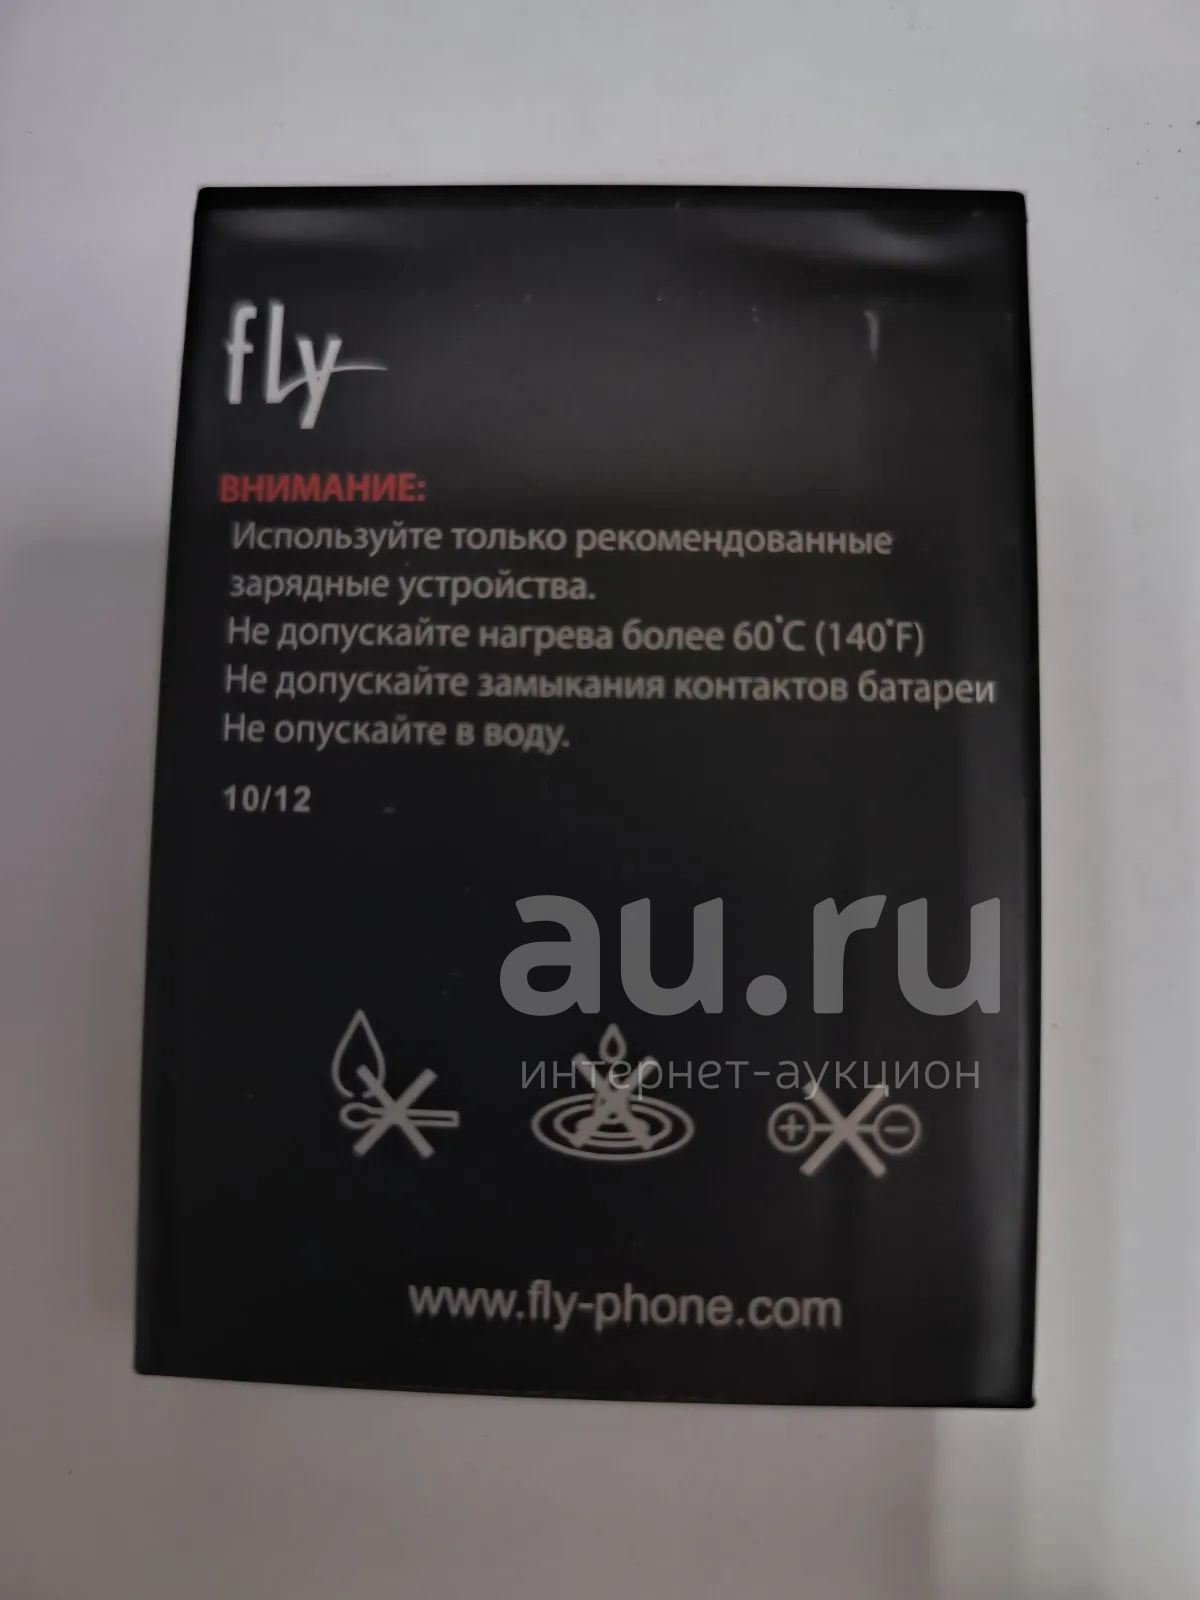 fly
ВНИМАНИЕ:
Используйте только рекомендованные
зарядные устройства.
Не допускайте нагрева более 60°C (140°F)
Не допускайте замыкания контактов батареи
Не опускайте в воду.
10/12
au.ru
интернет-аукцион
www.fly-phone.com